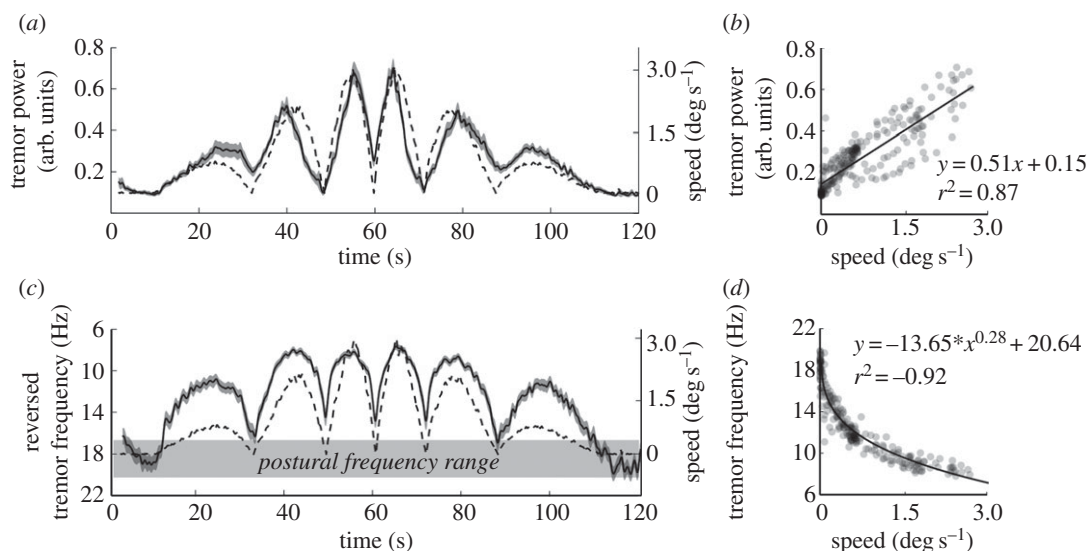 (a)
tremor power
(arb. units)
0.8
0.6
0.4
0.2
0 20 40 60 80 100 120
time (s)
3.0
1.5
0
speed (deg s⁻¹)
(b)
tremor power
(arb. units)
0.8
0.6
0.4
0.2
y = 0.51x + 0.15
r² = 0.87
0 1.5 3.0
speed (deg s⁻¹)
(c)
reversed
tremor frequency (Hz)
6
10
14
18
22
postural frequency range
0 20 40 60 80 100 120
time (s)
3.0
1.5
0
speed (deg s⁻¹)
(d)
tremor frequency (Hz)
22
18
14
10
6
y = –13.65*x^0.28 + 20.64
r² = –0.92
0 1.5 3.0
speed (deg s⁻¹)